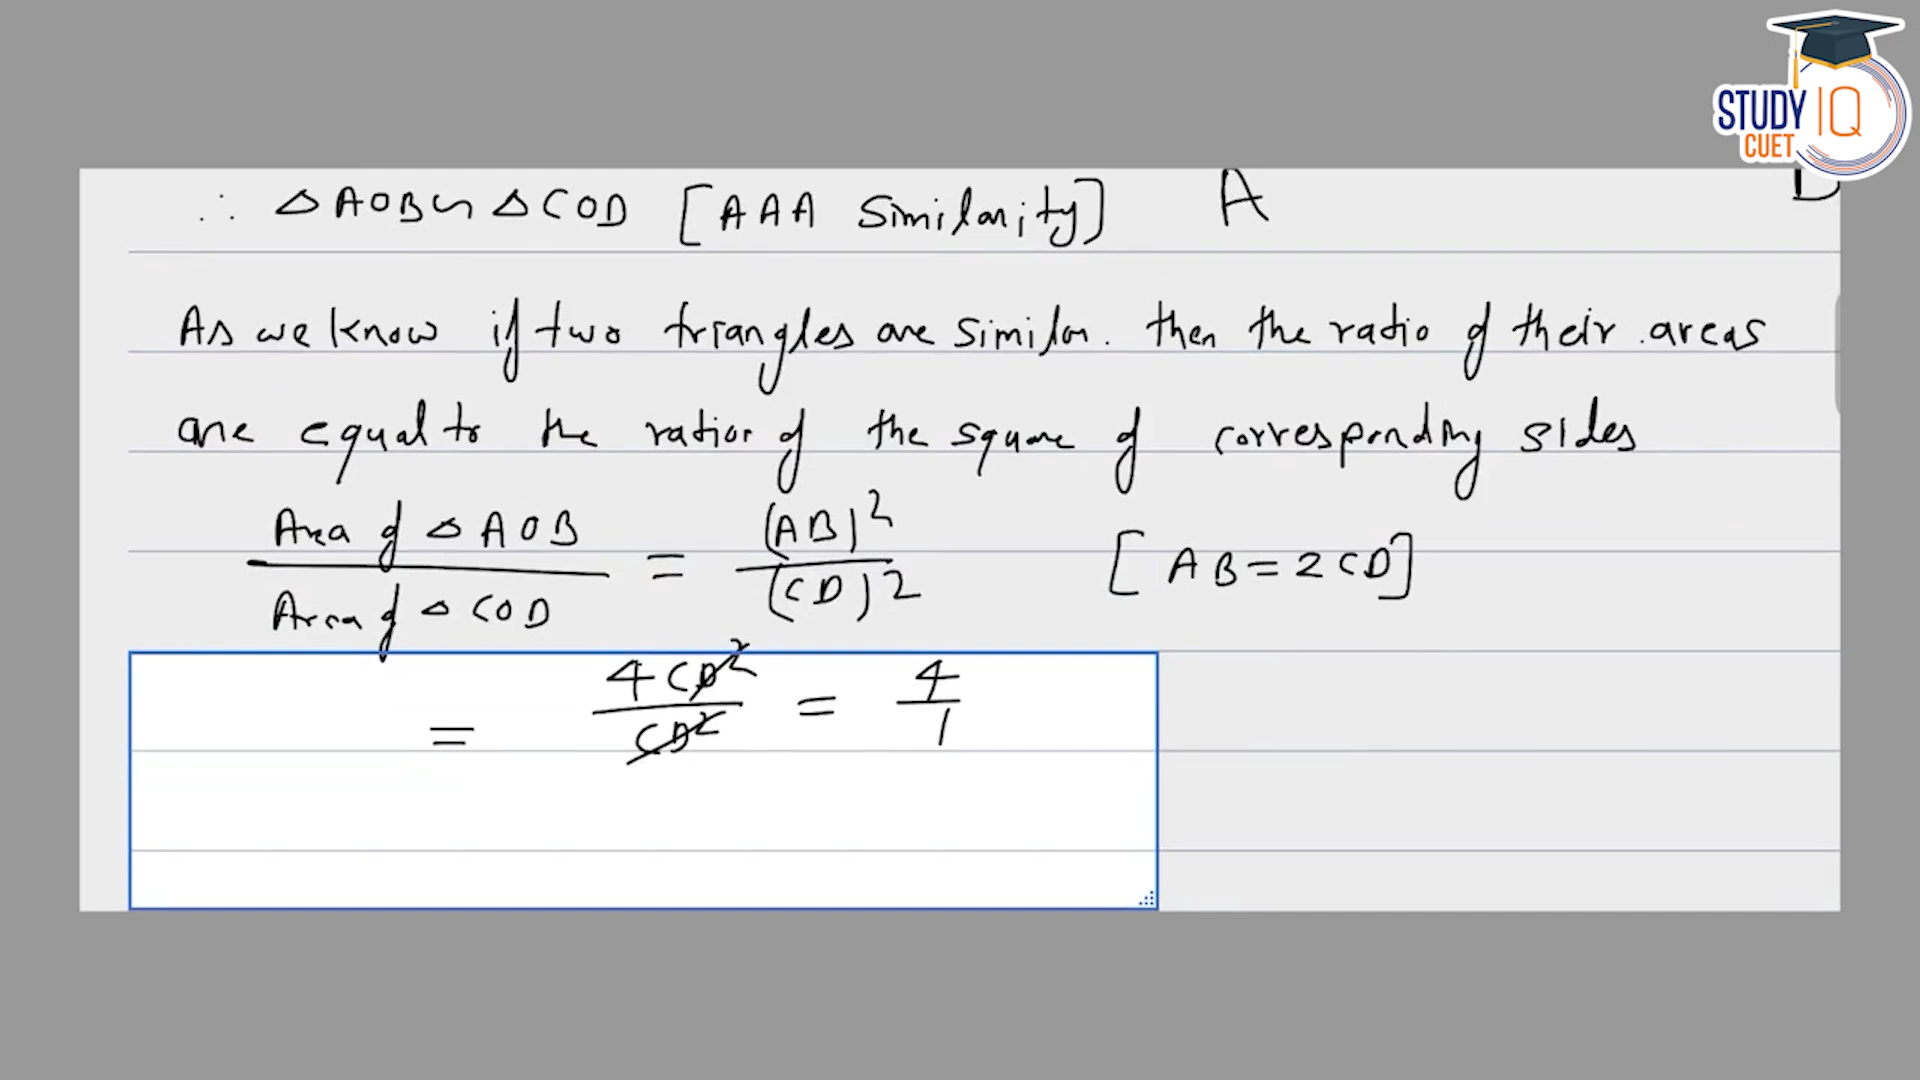 STUDY IQ
CUET
∴ △AOB ~ △COD [AAA Similarity] A
As we know if two triangles are similar. then the ratio of their areas
are equal to the ratior of the square of corresponding sides
Area of △AOB / Area of △COD = (AB)² / (CD)² [AB = 2CD]
= 4CD² / CD² = 4 / 1